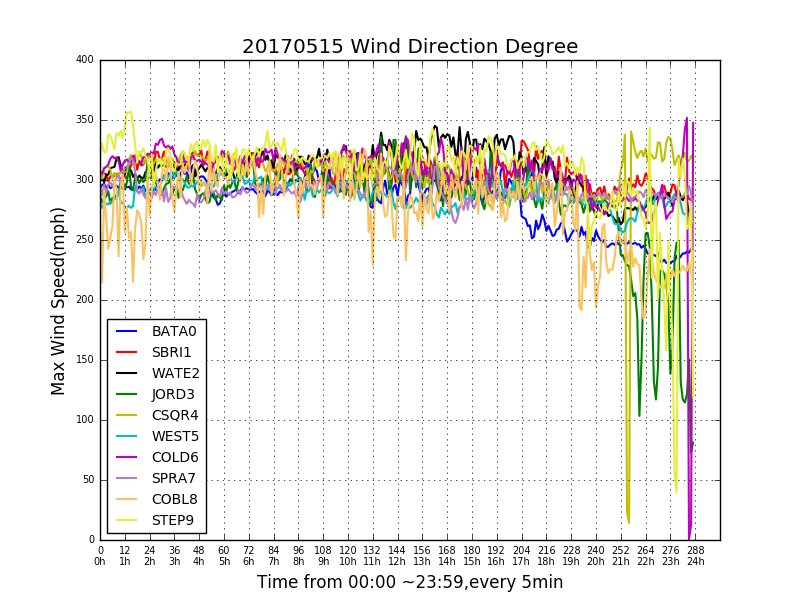 20170515 Wind Direction Degree
400
350
300
250
200
150
100
50
0
Max Wind Speed(mph)
BATA0
SBRI1
WATE2
JORD3
CSQR4
WEST5
COLD6
SPRA7
COBL8
STEP9
0 12 24 36 48 60 72 84 96 108 120 132 144 156 168 180 192 204 216 228 240 252 264 276 288
0h 1h 2h 3h 4h 5h 6h 7h 8h 9h 10h 11h 12h 13h 14h 15h 16h 17h 18h 19h 20h 21h 22h 23h 24h
Time from 00:00 ~23:59,every 5min